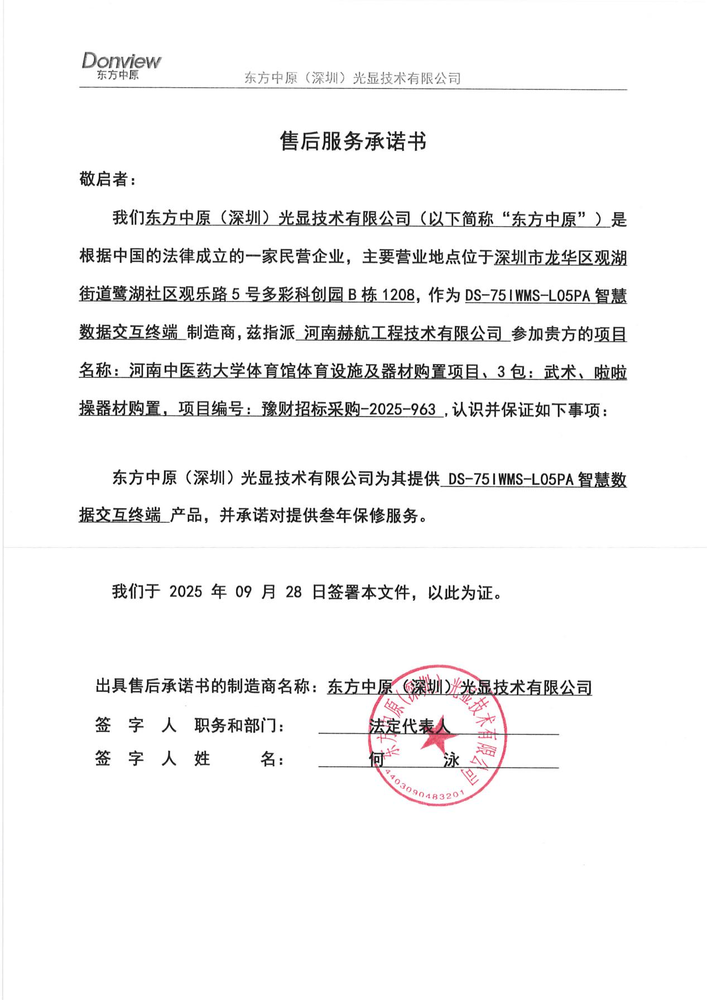 Donview
东方中原
东方中原（深圳）光显技术有限公司
售后服务承诺书
敬启者：
我们东方中原（深圳）光显技术有限公司（以下简称“东方中原”）是
根据中国的法律成立的一家民营企业，主要营业地点位于深圳市龙华区观湖
街道鹭湖社区观乐路5号多彩科创园B栋1208，作为 DS-75IWMS-L05PA 智慧
数据交互终端 制造商，兹指派 河南赫航工程技术有限公司 参加贵方的项目
名称：河南中医药大学体育馆体育设施及器材购置项目、3包：武术、啦啦
操器材购置，项目编号：豫财招标采购-2025-963 ，认识并保证如下事项：
东方中原（深圳）光显技术有限公司为其提供 DS-75IWMS-L05PA 智慧数
据交互终端 产品，并承诺对提供叁年保修服务。
我们于 2025 年 09 月 28 日签署本文件，以此为证。
出具售后承诺书的制造商名称：东方中原（深圳）光显技术有限公司
签 字 人 职务和部门： 法定代表人
签 字 人 姓 名： 何 泳
东方中原（深圳）光显技术有限公司
4403090483201